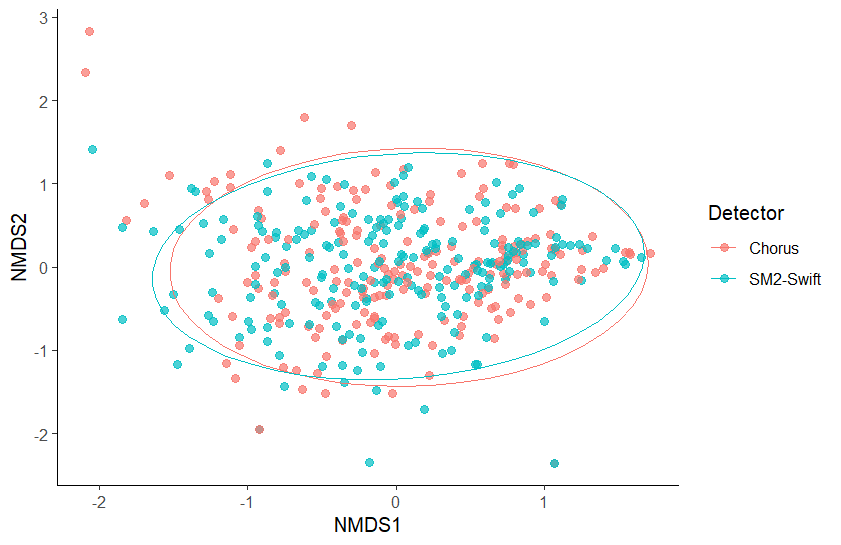 3
2
1
0
-1
-2
NMDS2
-2
-1
0
1
NMDS1
Detector
Chorus
SM2-Swift